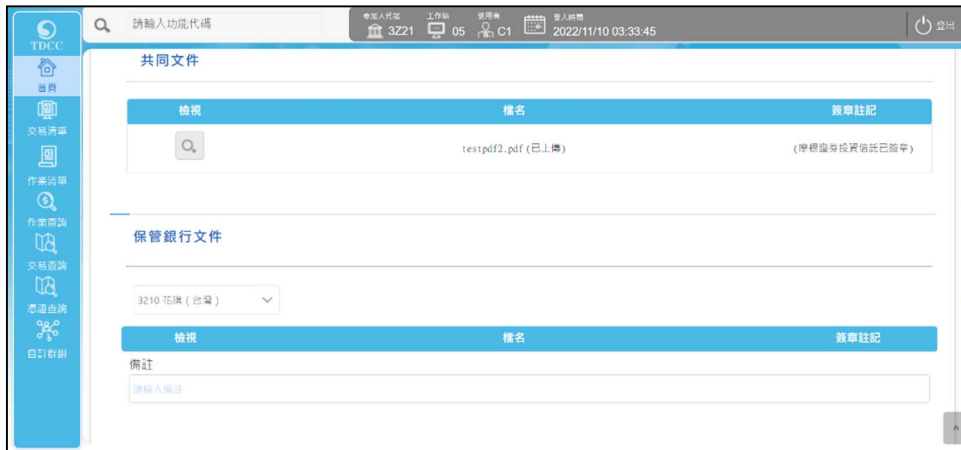 TDCC
請輸入功能代碼
參加人代號 工作站 使用者 登入時間
3Z21 05 C1 2022/11/10 03:33:45
登出
首頁
交易清單
作業清單
作業查詢
交易查詢
憑證查詢
自訂群組
共同文件
檢視 檔名 簽章註記
testpdf2.pdf (已上傳) (摩根證券投資信託已簽章)
保管銀行文件
3210 花旗 ( 台灣 )
檢視 檔名 簽章註記
備註
請輸入備註